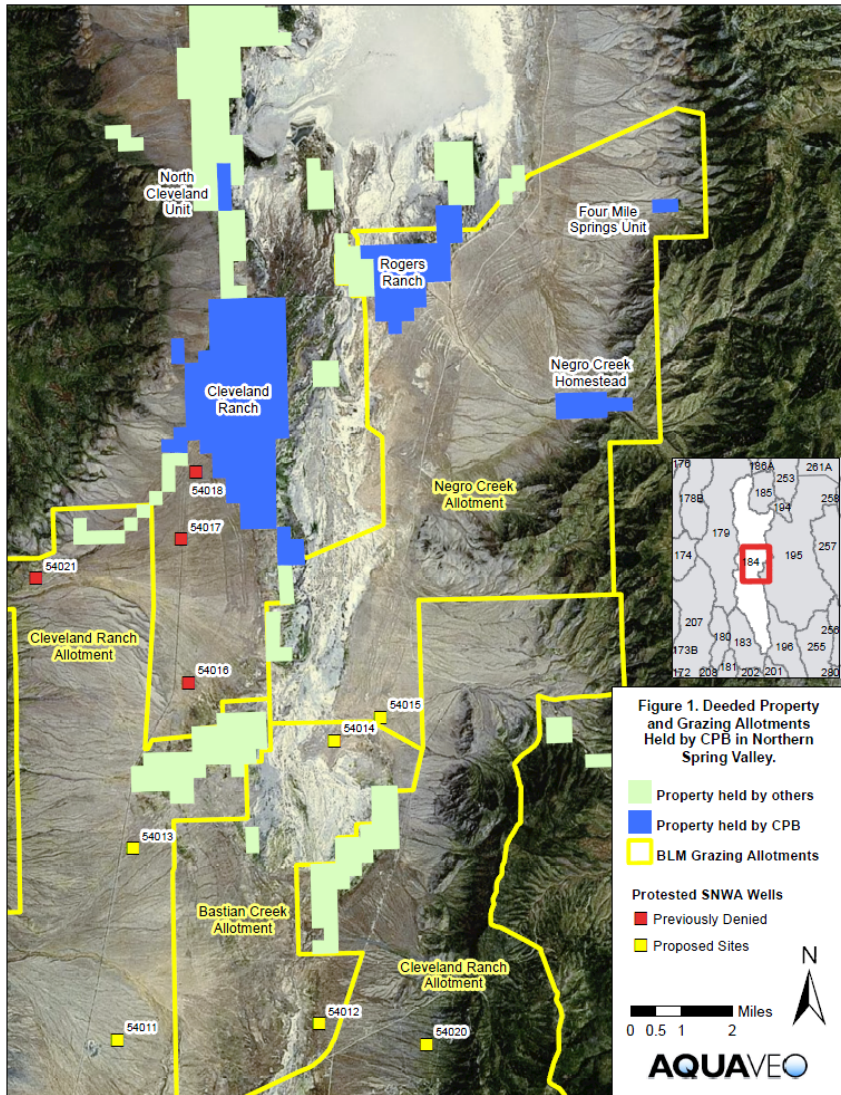 North
Cleveland
Unit
Four Mile
Springs Unit
Rogers
Ranch
Negro Creek
Homestead
Cleveland
Ranch
Negro Creek
Allotment
54018
54017
54021
Cleveland Ranch
Allotment
54016
54015
54014
54013
Bastian Creek
Allotment
Cleveland Ranch
Allotment
54012
54011
54020
176
186A
261A
253
185
178B
258
194
179
257
174
184
195
207
256
180
183
196
255
173B
172
208
181
202
201
280
Figure 1. Deeded Property
and Grazing Allotments
Held by CPB in Northern
Spring Valley.
Property held by others
Property held by CPB
BLM Grazing Allotments
Protested SNWA Wells
Previously Denied
Proposed Sites
N
Miles
0 0.5 1 2
AQUAVEO